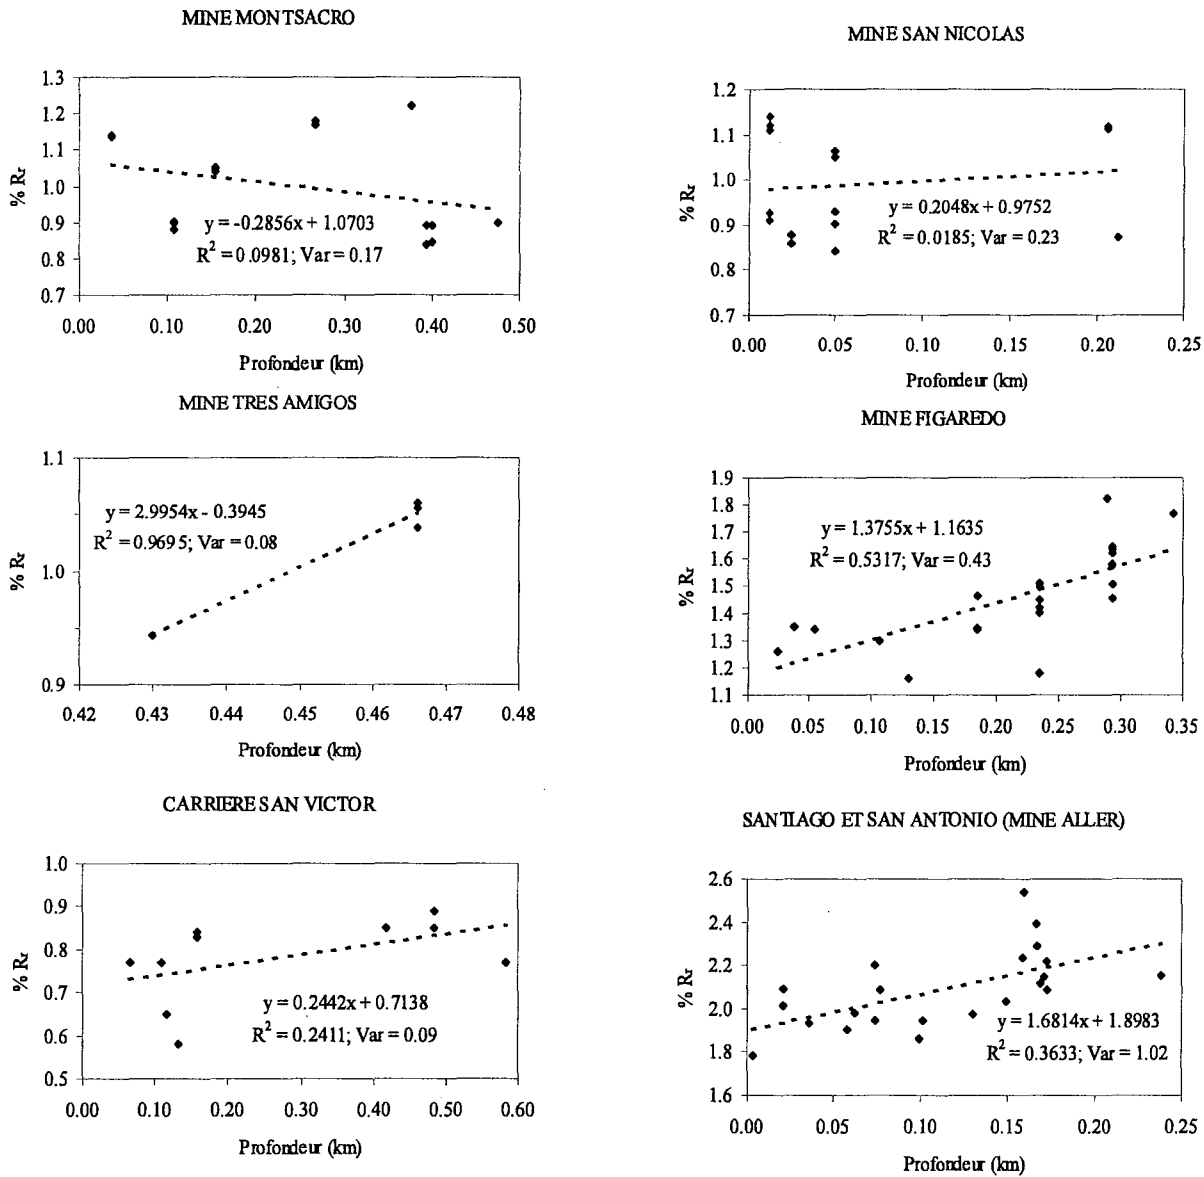 MINE MONTSACRO
% Rr
1.3
1.2
1.1
1.0
0.9
0.8
0.7
y = -0.2856x + 1.0703
R² = 0.0981; Var = 0.17
0.00 0.10 0.20 0.30 0.40 0.50
Profondeur (km)
MINE SAN NICOLAS
% Rr
1.2
1.1
1.0
0.9
0.8
0.7
y = 0.2048x + 0.9752
R² = 0.0185; Var = 0.23
0.00 0.05 0.10 0.15 0.20 0.25
Profondeur (km)
MINE TRES AMIGOS
% Rr
1.1
1.0
0.9
y = 2.9954x - 0.3945
R² = 0.9695; Var = 0.08
0.42 0.43 0.44 0.45 0.46 0.47 0.48
Profondeur (km)
MINE FIGAREDO
% Rr
1.9
1.8
1.7
1.6
1.5
1.4
1.3
1.2
1.1
y = 1.3755x + 1.1635
R² = 0.5317; Var = 0.43
0.00 0.05 0.10 0.15 0.20 0.25 0.30 0.35
Profondeur (km)
CARRIERE SAN VICTOR
% Rr
1.0
0.9
0.8
0.7
0.6
0.5
y = 0.2442x + 0.7138
R² = 0.2411; Var = 0.09
0.00 0.10 0.20 0.30 0.40 0.50 0.60
Profondeur (km)
SANTIAGO ET SAN ANTONIO (MINE ALLER)
% Rr
2.6
2.4
2.2
2.0
1.8
1.6
y = 1.6814x + 1.8983
R² = 0.3633; Var = 1.02
0.00 0.05 0.10 0.15 0.20 0.25
Profondeur (km)